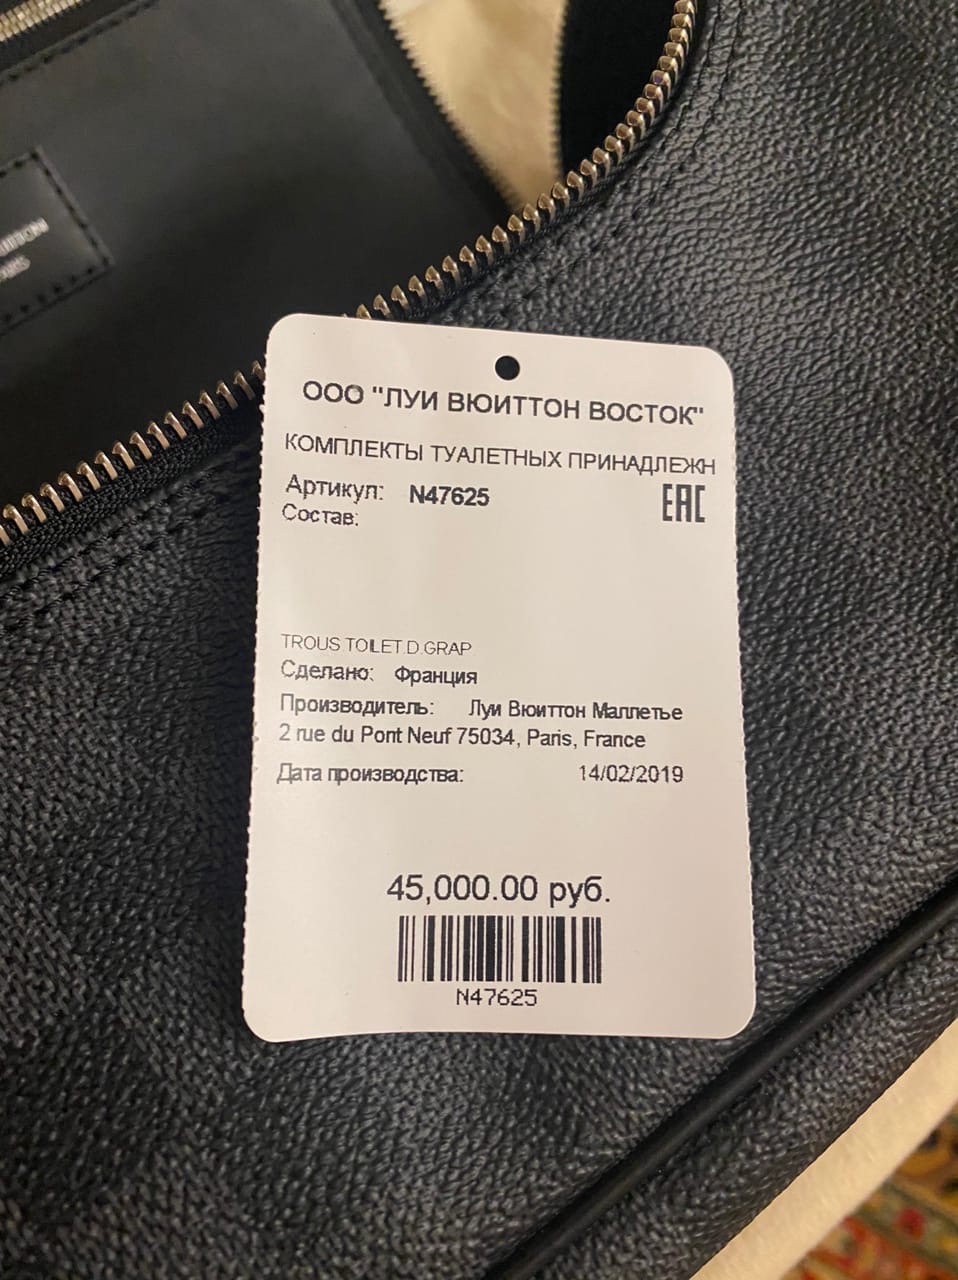 ООО "ЛУИ ВЮИТТОН ВОСТОК"
КОМПЛЕКТЫ ТУАЛЕТНЫХ ПРИНАДЛЕЖН
Артикул: N47625
EAC
Состав:
TROUS.TOILET.D.GRAP
Сделано: Франция
Производитель: Луи Вюиттон Маллетье
2 rue du Pont Neuf 75034, Paris, France
Дата производства: 14/02/2019
45,000.00 руб.
N47625